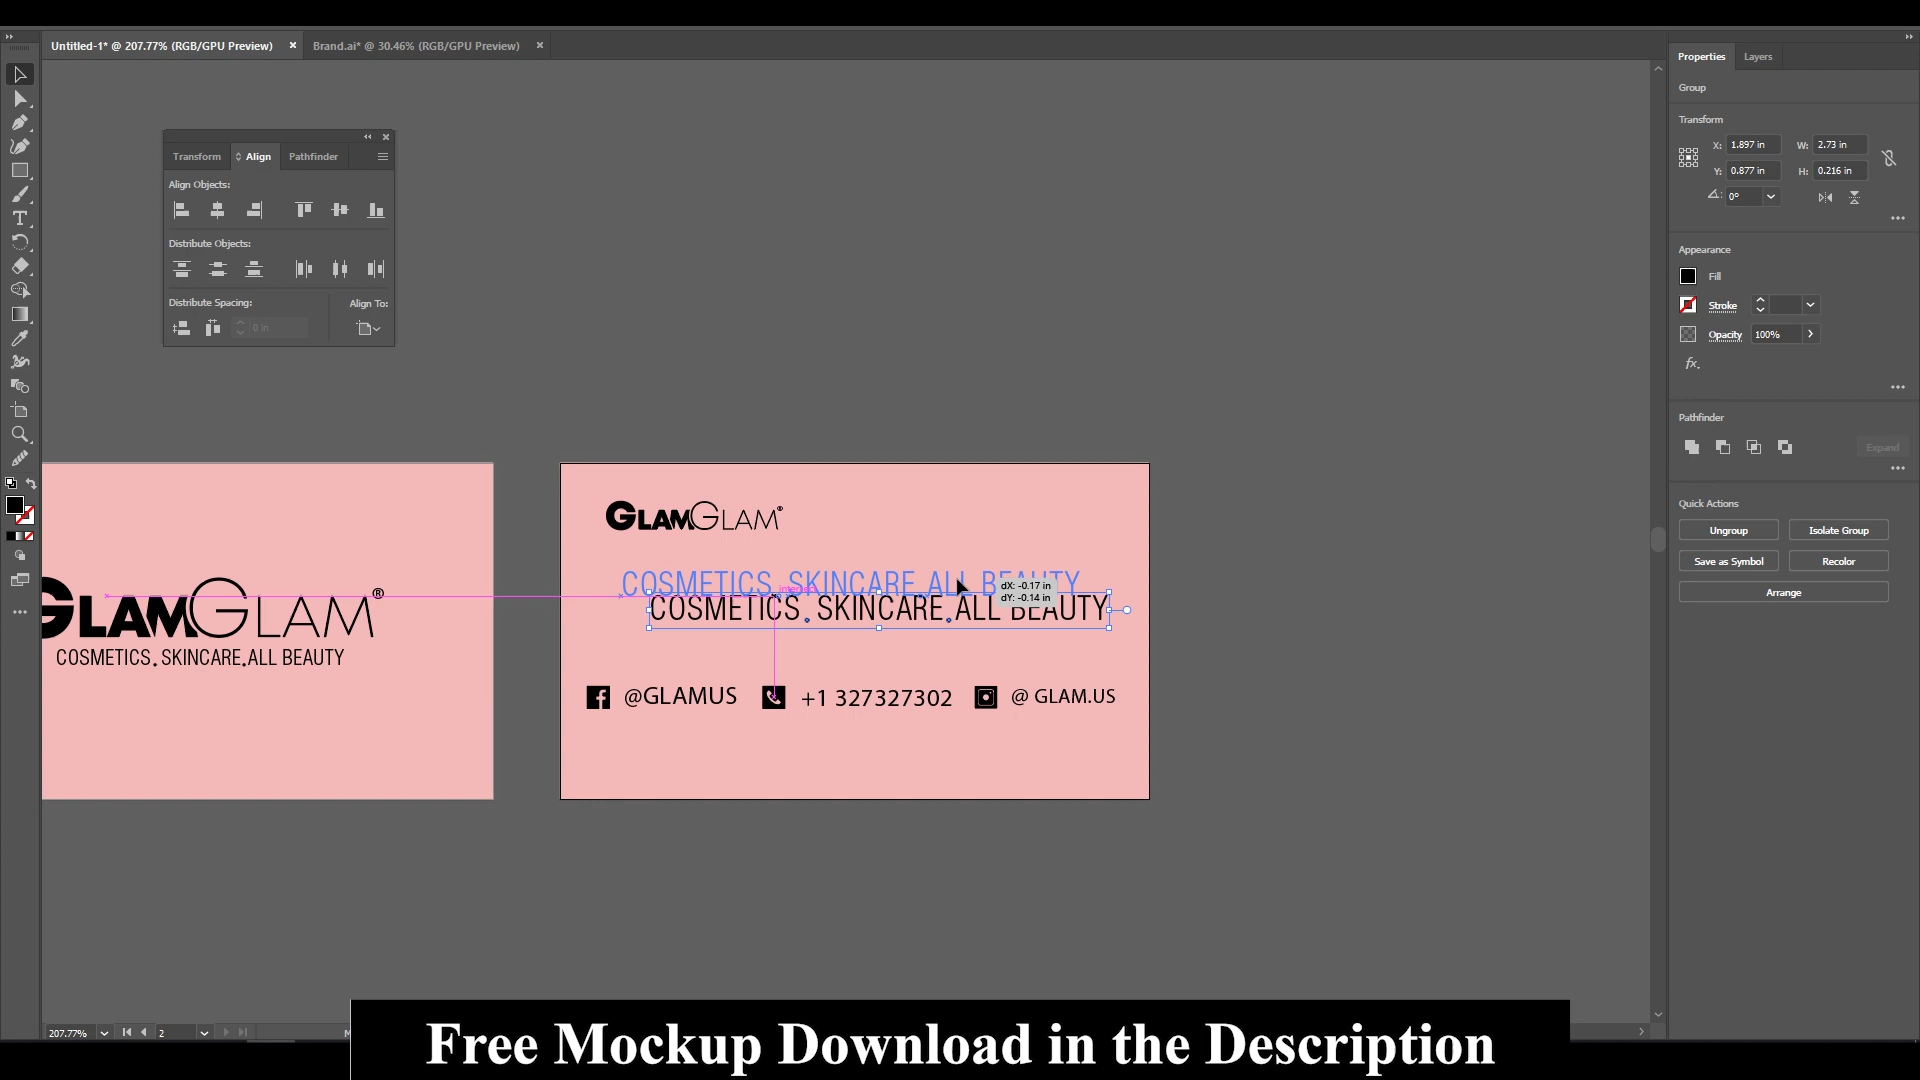 Untitled-1* @ 207.77% (RGB/GPU Preview)
Brand.ai* @ 30.46% (RGB/GPU Preview)
Transform
Align
Pathfinder
Align Objects:
Distribute Objects:
Distribute Spacing:
Align To:
0 in
GLAMGLAM®
COSMETICS.SKINCARE.ALL BEAUTY
GLAMGLAM®
COSMETICS.SKINCARE.ALL BEAUTY
intersect
dX: -0.17 in
dY: -0.14 in
COSMETICS.SKINCARE.ALL BEAUTY
@GLAMUS
+1 327327302
@ GLAM.US
Properties
Layers
Group
Transform
X: 1.897 in
W: 2.73 in
Y: 0.877 in
H: 0.216 in
0°
Appearance
Fill
Stroke
Opacity 100%
fx.
Pathfinder
Expand
Quick Actions
Ungroup
Isolate Group
Save as Symbol
Recolor
Arrange
207.77%
2
Free Mockup Download in the Description